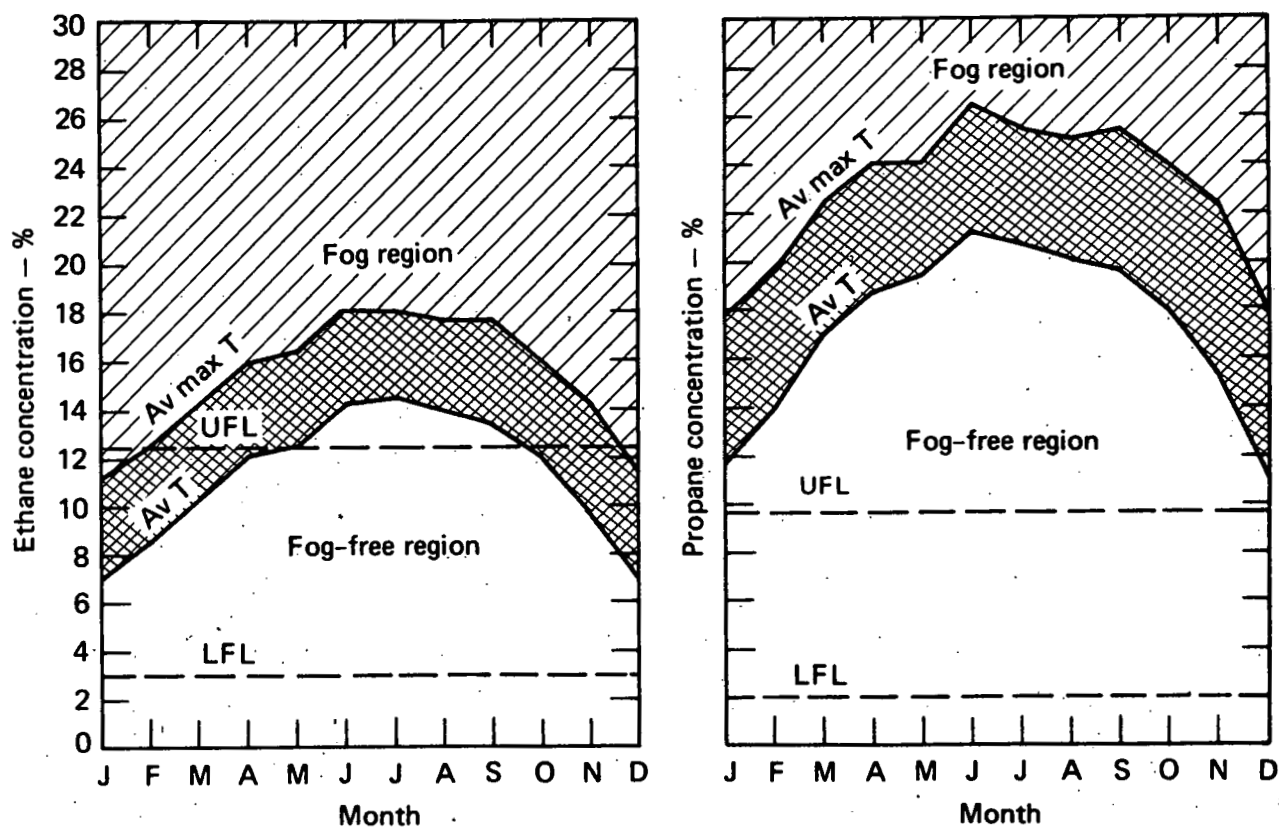 30
28
26
24
22
20
18
16
14
12
10
8
6
4
2
0
Ethane concentration – %
Fog region
Av max T
UFL
Av T
Fog-free region
LFL
J F M A M J J A S O N D
Month
Propane concentration – %
Fog region
Av max T
Av T
Fog-free region
UFL
LFL
J F M A M J J A S O N D
Month